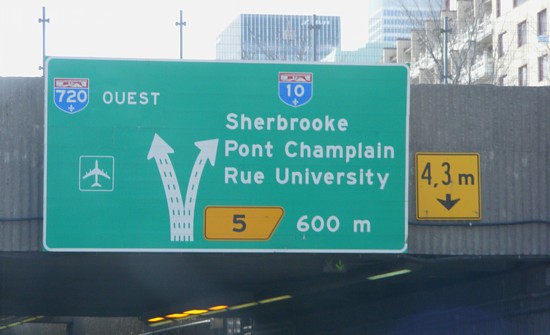 720 OUEST
10
Sherbrooke
Pont Champlain
Rue University
5 600 m
4,3 m